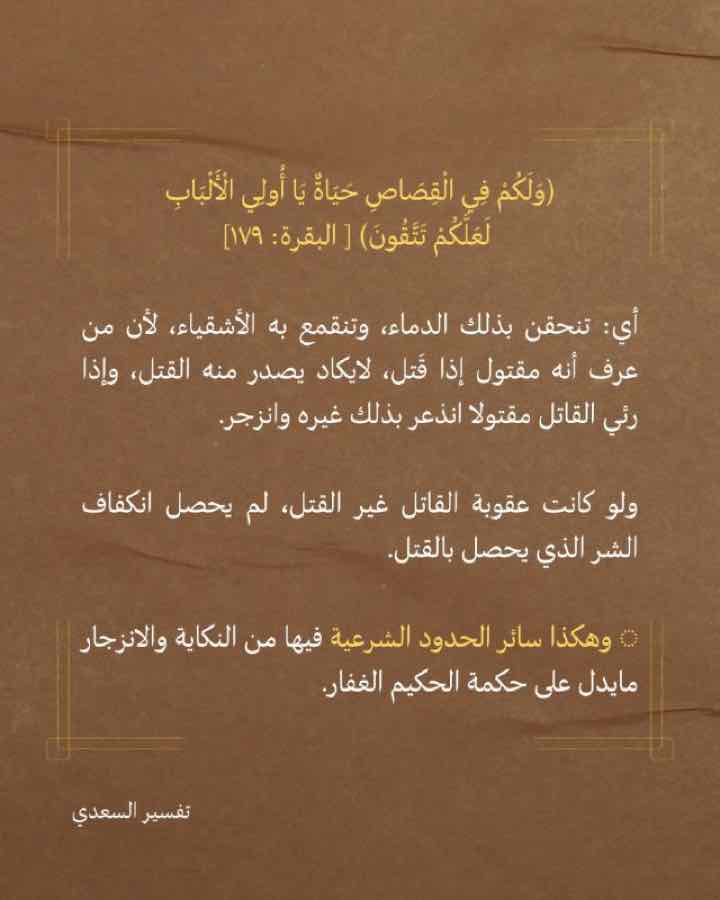 (وَلَكُمْ فِي الْقِصَاصِ حَيَاةٌ يَا أُولِي الْأَلْبَابِ
لَعَلَّكُمْ تَتَّقُونَ) [ البقرة: ١٧٩]
أي: تنحقن بذلك الدماء، وتنقمع به الأشقياء، لأن من
عرف أنه مقتول إذا قَتل، لايكاد يصدر منه القتل، وإذا
رئي القاتل مقتولا انذعر بذلك غيره وانزجر.
ولو كانت عقوبة القاتل غير القتل، لم يحصل انكفاف
الشر الذي يحصل بالقتل.
وهكذا سائر الحدود الشرعية فيها من النكاية والانزجار
مايدل على حكمة الحكيم الغفار.
تفسير السعدي